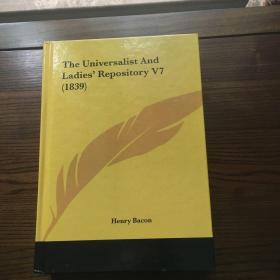 The Universalist And
Ladies' Repository V7
(1839)
Henry Bacon